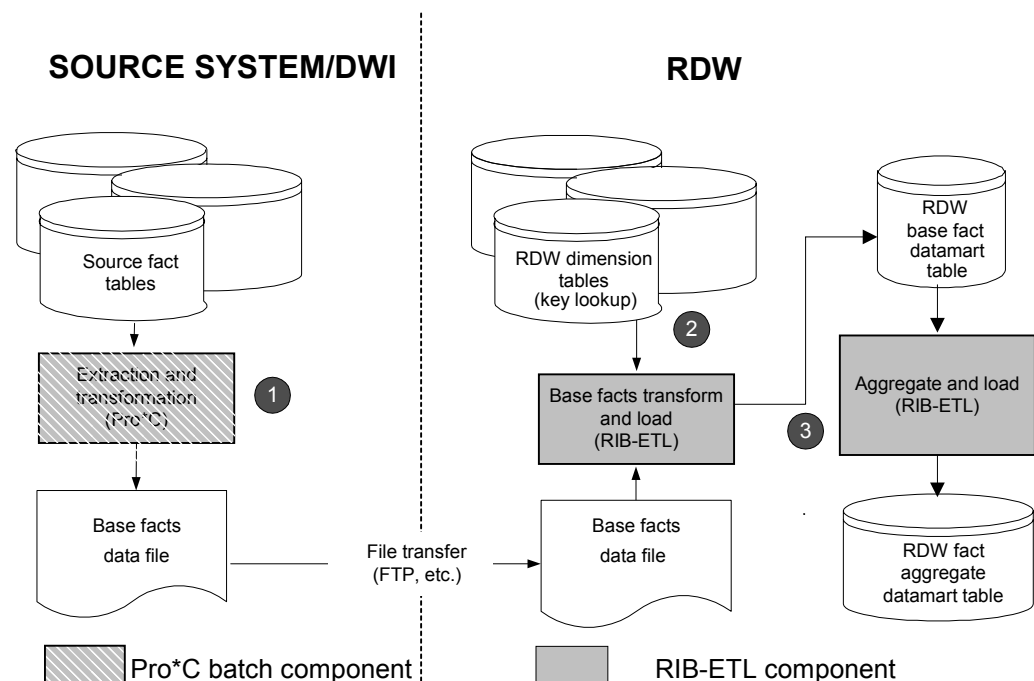 SOURCE SYSTEM/DWI
RDW
Source fact
tables
Extraction and
transformation
(Pro*C)
1
Base facts
data file
File transfer
(FTP, etc.)
RDW dimension
tables
(key lookup)
2
Base facts transform
and load
(RIB-ETL)
3
Base facts
data file
RDW
base fact
datamart
table
Aggregate and load
(RIB-ETL)
RDW fact
aggregate
datamart table
Pro*C batch component
RIB-ETL component